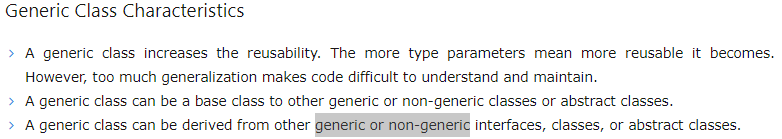 Generic Class Characteristics
A generic class increases the reusability. The more type parameters mean more reusable it becomes.
However, too much generalization makes code difficult to understand and maintain.
A generic class can be a base class to other generic or non-generic classes or abstract classes.
A generic class can be derived from other generic or non-generic interfaces, classes, or abstract classes.